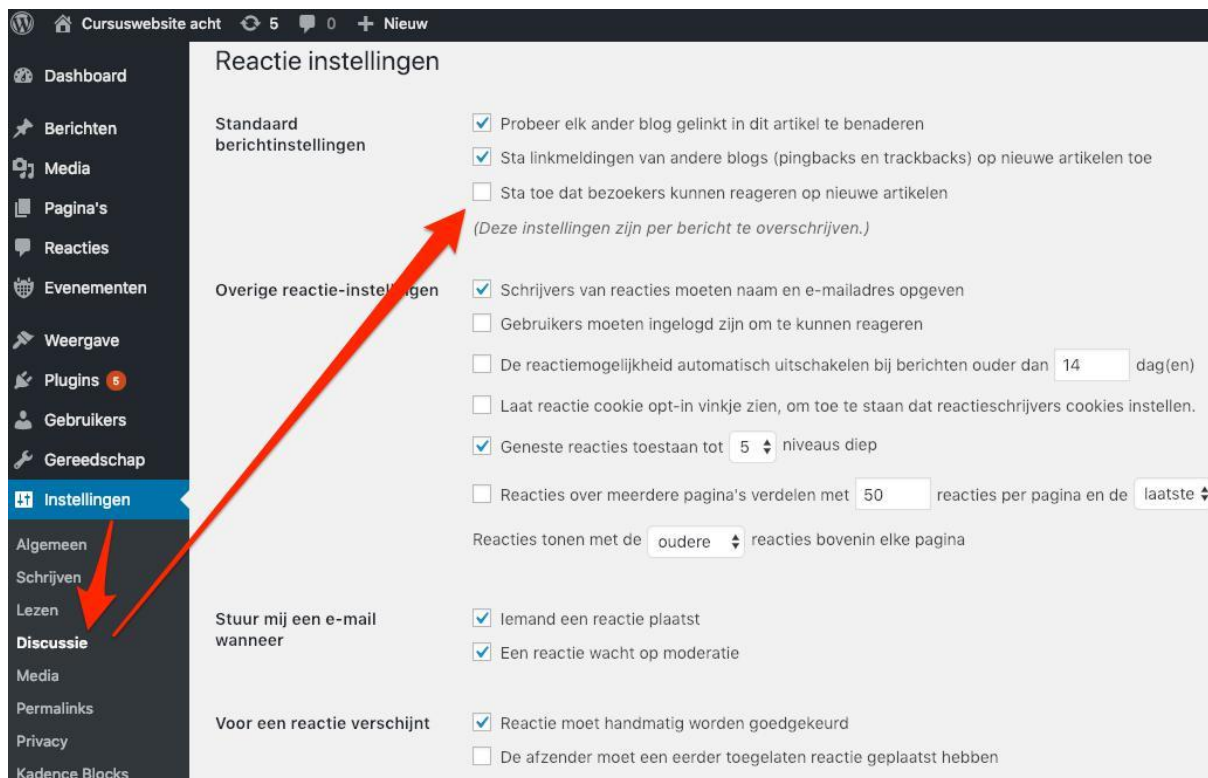 Cursuswebsite acht 5 0 + Nieuw
Dashboard
Berichten
Media
Pagina's
Reacties
Evenementen
Weergave
Plugins 5
Gebruikers
Gereedschap
Instellingen
Algemeen
Schrijven
Lezen
Discussie
Media
Permalinks
Privacy
Kadence Blocks
Reactie instellingen
Standaard
berichtinstellingen
Probeer elk ander blog gelinkt in dit artikel te benaderen
Sta linkmeldingen van andere blogs (pingbacks en trackbacks) op nieuwe artikelen toe
Sta toe dat bezoekers kunnen reageren op nieuwe artikelen
(Deze instellingen zijn per bericht te overschrijven.)
Overige reactie-instellingen
Schrijvers van reacties moeten naam en e-mailadres opgeven
Gebruikers moeten ingelogd zijn om te kunnen reageren
De reactiemogelijkheid automatisch uitschakelen bij berichten ouder dan 14 dag(en)
Laat reactie cookie opt-in vinkje zien, om toe te staan dat reactieschrijvers cookies instellen.
Geneste reacties toestaan tot 5 niveaus diep
Reacties over meerdere pagina's verdelen met 50 reacties per pagina en de laatste
Reacties tonen met de oudere reacties bovenin elke pagina
Stuur mij een e-mail
wanneer
Iemand een reactie plaatst
Een reactie wacht op moderatie
Voor een reactie verschijnt
Reactie moet handmatig worden goedgekeurd
De afzender moet een eerder toegelaten reactie geplaatst hebben